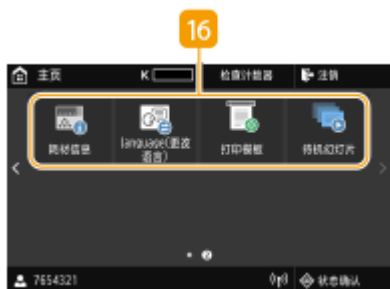 16
主页
K
检查计数器
注销
耗材信息
language(更改
语言)
打印模板
待机幻灯片
2
7654321
状态确认